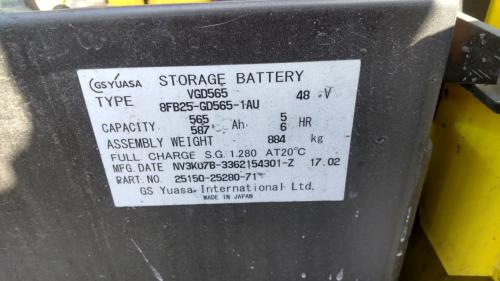 GS YUASA STORAGE BATTERY
TYPE VGD565 48 V
8FB25-GD565-1AU
CAPACITY 565 Ah 5 HR
587 6
ASSEMBLY WEIGHT 884 kg
FULL CHARGE S.G. 1.280 AT20°C
MFG. DATE NV3K07B-3362154301-Z 17.02
PART NO. 25150-25280-71
GS Yuasa International Ltd.
MADE IN JAPAN